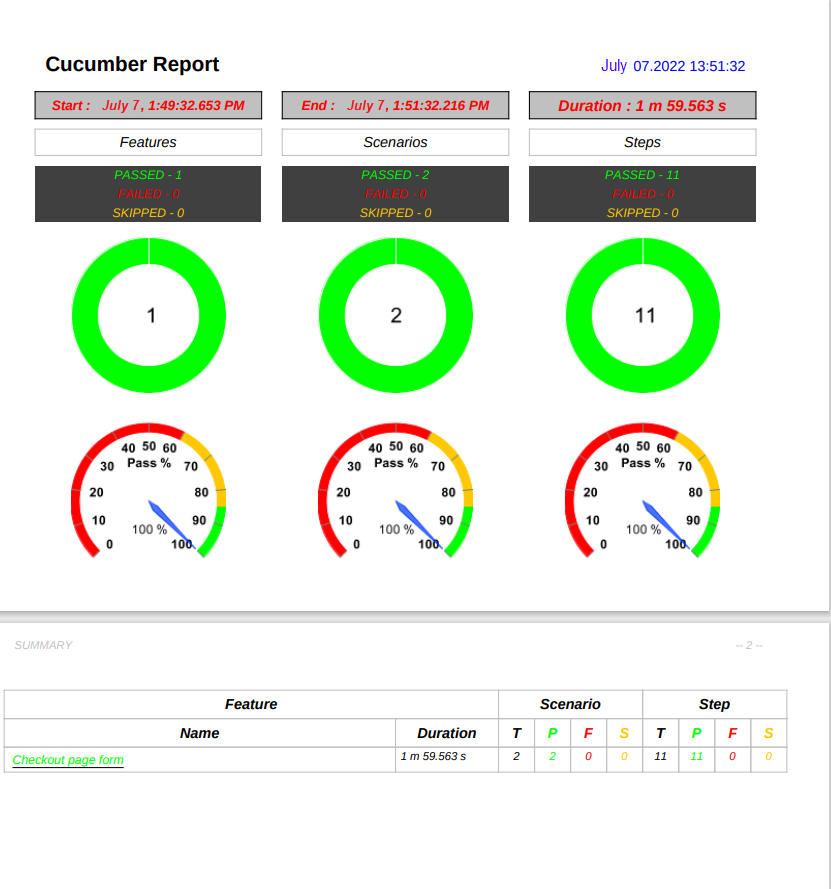 Cucumber Report
July 07.2022 13:51:32
Start : July 7, 1:49:32.653 PM
End : July 7, 1:51:32.216 PM
Duration : 1 m 59.563 s
Features
Scenarios
Steps
PASSED - 1
FAILED - 0
SKIPPED - 0
PASSED - 2
FAILED - 0
SKIPPED - 0
PASSED - 11
FAILED - 0
SKIPPED - 0
1
2
11
0 10 20 30 40 50 60 70 80 90 100
Pass %
100 %
0 10 20 30 40 50 60 70 80 90 100
Pass %
100 %
0 10 20 30 40 50 60 70 80 90 100
Pass %
100 %
SUMMARY
-- 2 --
Feature Scenario Step
Name Duration T P F S T P F S
Checkout page form 1 m 59.563 s 2 2 0 0 11 11 0 0